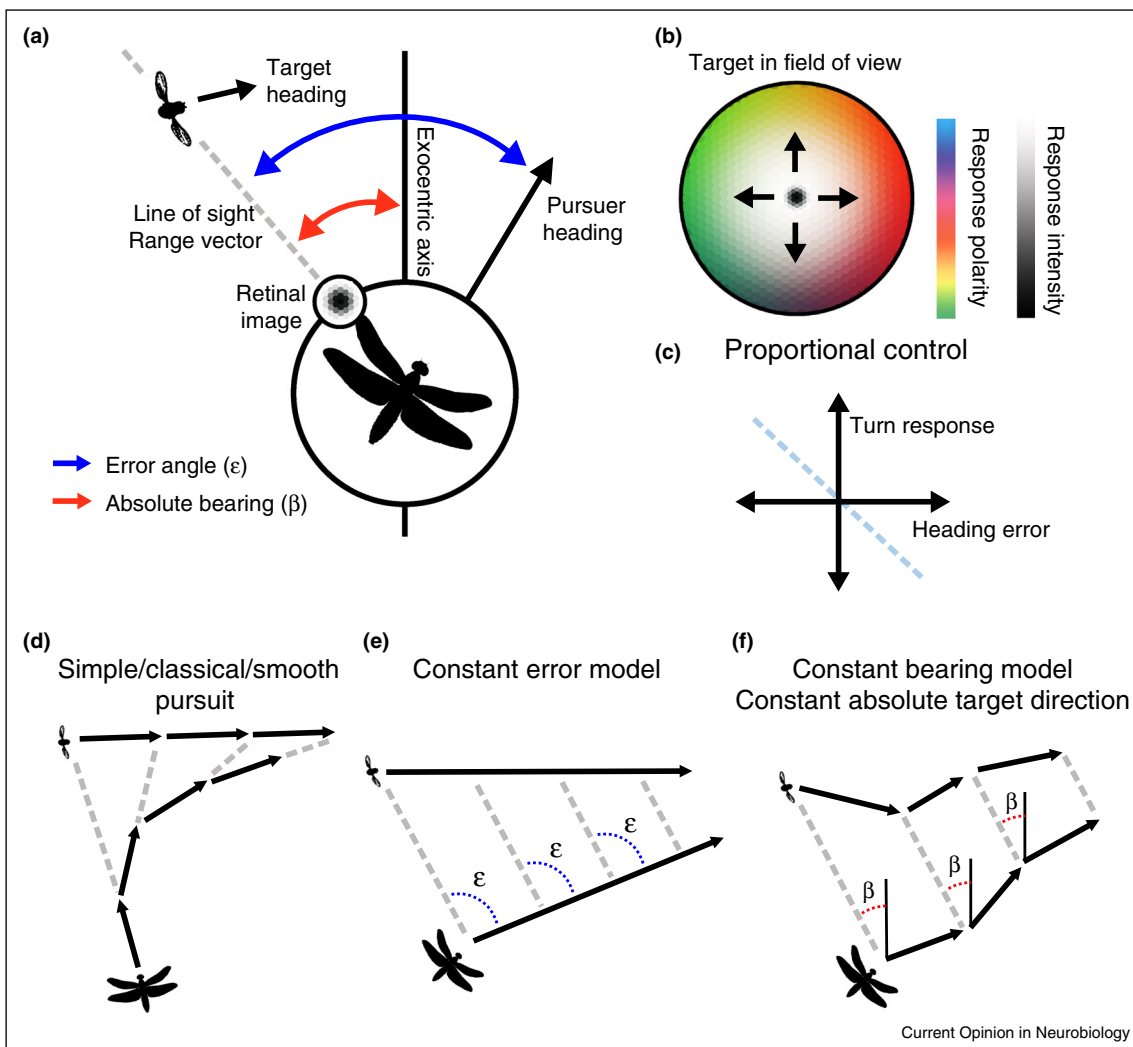 (a)
Target
heading
Exocentric axis
Line of sight
Range vector
Pursuer
heading
Retinal
image
Error angle (ε)
Absolute bearing (β)
(b)
Target in field of view
Response polarity
Response intensity
(c) Proportional control
Turn response
Heading error
(d)
Simple/classical/smooth
pursuit
(e)
Constant error model
ε
ε
ε
(f)
Constant bearing model
Constant absolute target direction
β
β
β
Current Opinion in Neurobiology